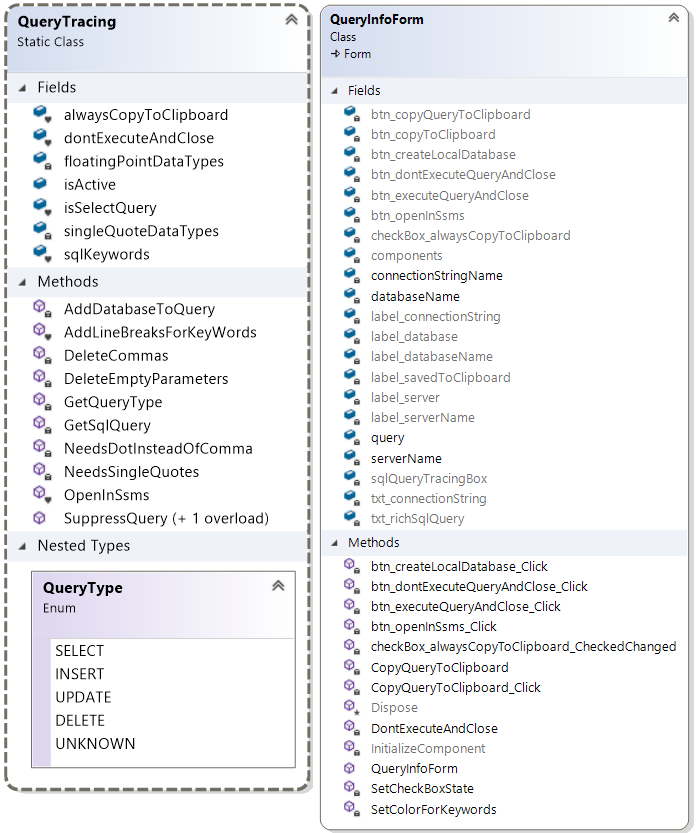 QueryTracing
Static Class
Fields
alwaysCopyToClipboard
dontExecuteAndClose
floatingPointDataTypes
isActive
isSelectQuery
singleQuoteDataTypes
sqlKeywords
Methods
AddDatabaseToQuery
AddLineBreaksForKeyWords
DeleteCommas
DeleteEmptyParameters
GetQueryType
GetSqlQuery
NeedsDotInsteadOfComma
NeedsSingleQuotes
OpenInSsms
SuppressQuery (+ 1 overload)
Nested Types
QueryType
Enum
SELECT
INSERT
UPDATE
DELETE
UNKNOWN
QueryInfoForm
Class
Form
Fields
btn_copyQueryToClipboard
btn_copyToClipboard
btn_createLocalDatabase
btn_dontExecuteQueryAndClose
btn_executeQueryAndClose
btn_openInSsms
checkBox_alwaysCopyToClipboard
components
connectionStringName
databaseName
label_connectionString
label_database
label_databaseName
label_savedToClipboard
label_server
label_serverName
query
serverName
sqlQueryTracingBox
txt_connectionString
txt_richSqlQuery
Methods
btn_createLocalDatabase_Click
btn_dontExecuteQueryAndClose_Click
btn_executeQueryAndClose_Click
btn_openInSsms_Click
checkBox_alwaysCopyToClipboard_CheckedChanged
CopyQueryToClipboard
CopyQueryToClipboard_Click
Dispose
DontExecuteAndClose
InitializeComponent
QueryInfoForm
SetCheckBoxState
SetColorForKeywords